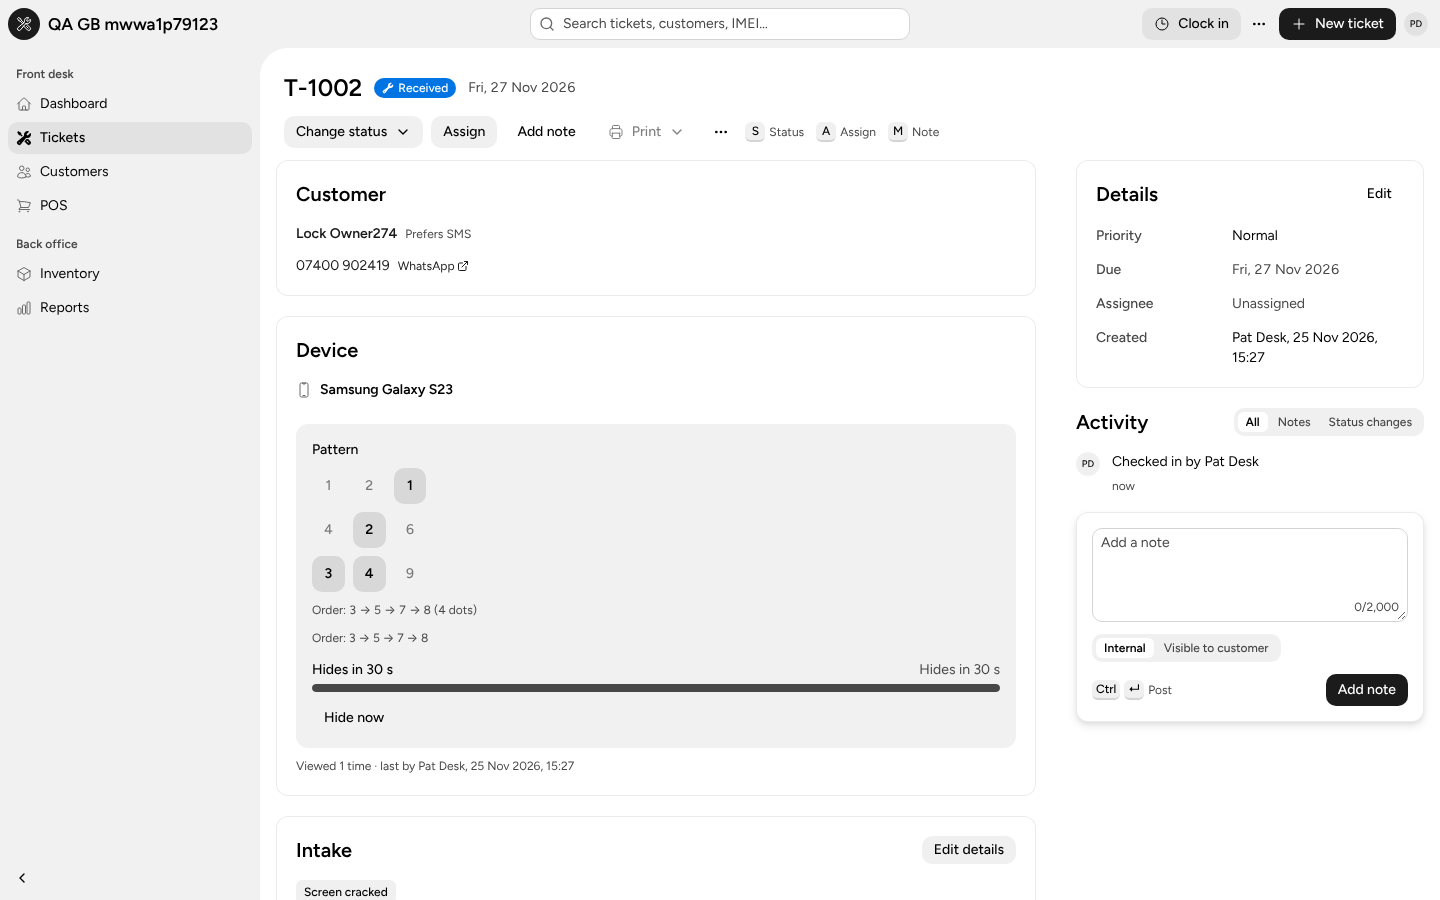 QA GB mwwa1p79123
Search tickets, customers, IMEI...
Clock in
New ticket
PD
Front desk
Dashboard
Tickets
Customers
POS
Back office
Inventory
Reports
T-1002
Received
Fri, 27 Nov 2026
Change status
Assign
Add note
Print
S Status
A Assign
M Note
Customer
Lock Owner274 Prefers SMS
07400 902419 WhatsApp
Device
Samsung Galaxy S23
Pattern
1 2 1
4 2 6
3 4 9
Order: 3 → 5 → 7 → 8 (4 dots)
Order: 3 → 5 → 7 → 8
Hides in 30 s Hides in 30 s
Hide now
Viewed 1 time · last by Pat Desk, 25 Nov 2026, 15:27
Intake
Edit details
Screen cracked
Details
Edit
Priority Normal
Due Fri, 27 Nov 2026
Assignee Unassigned
Created Pat Desk, 25 Nov 2026,
15:27
Activity
All Notes Status changes
PD Checked in by Pat Desk
now
Add a note
0/2,000
Internal Visible to customer
Ctrl ↵ Post
Add note